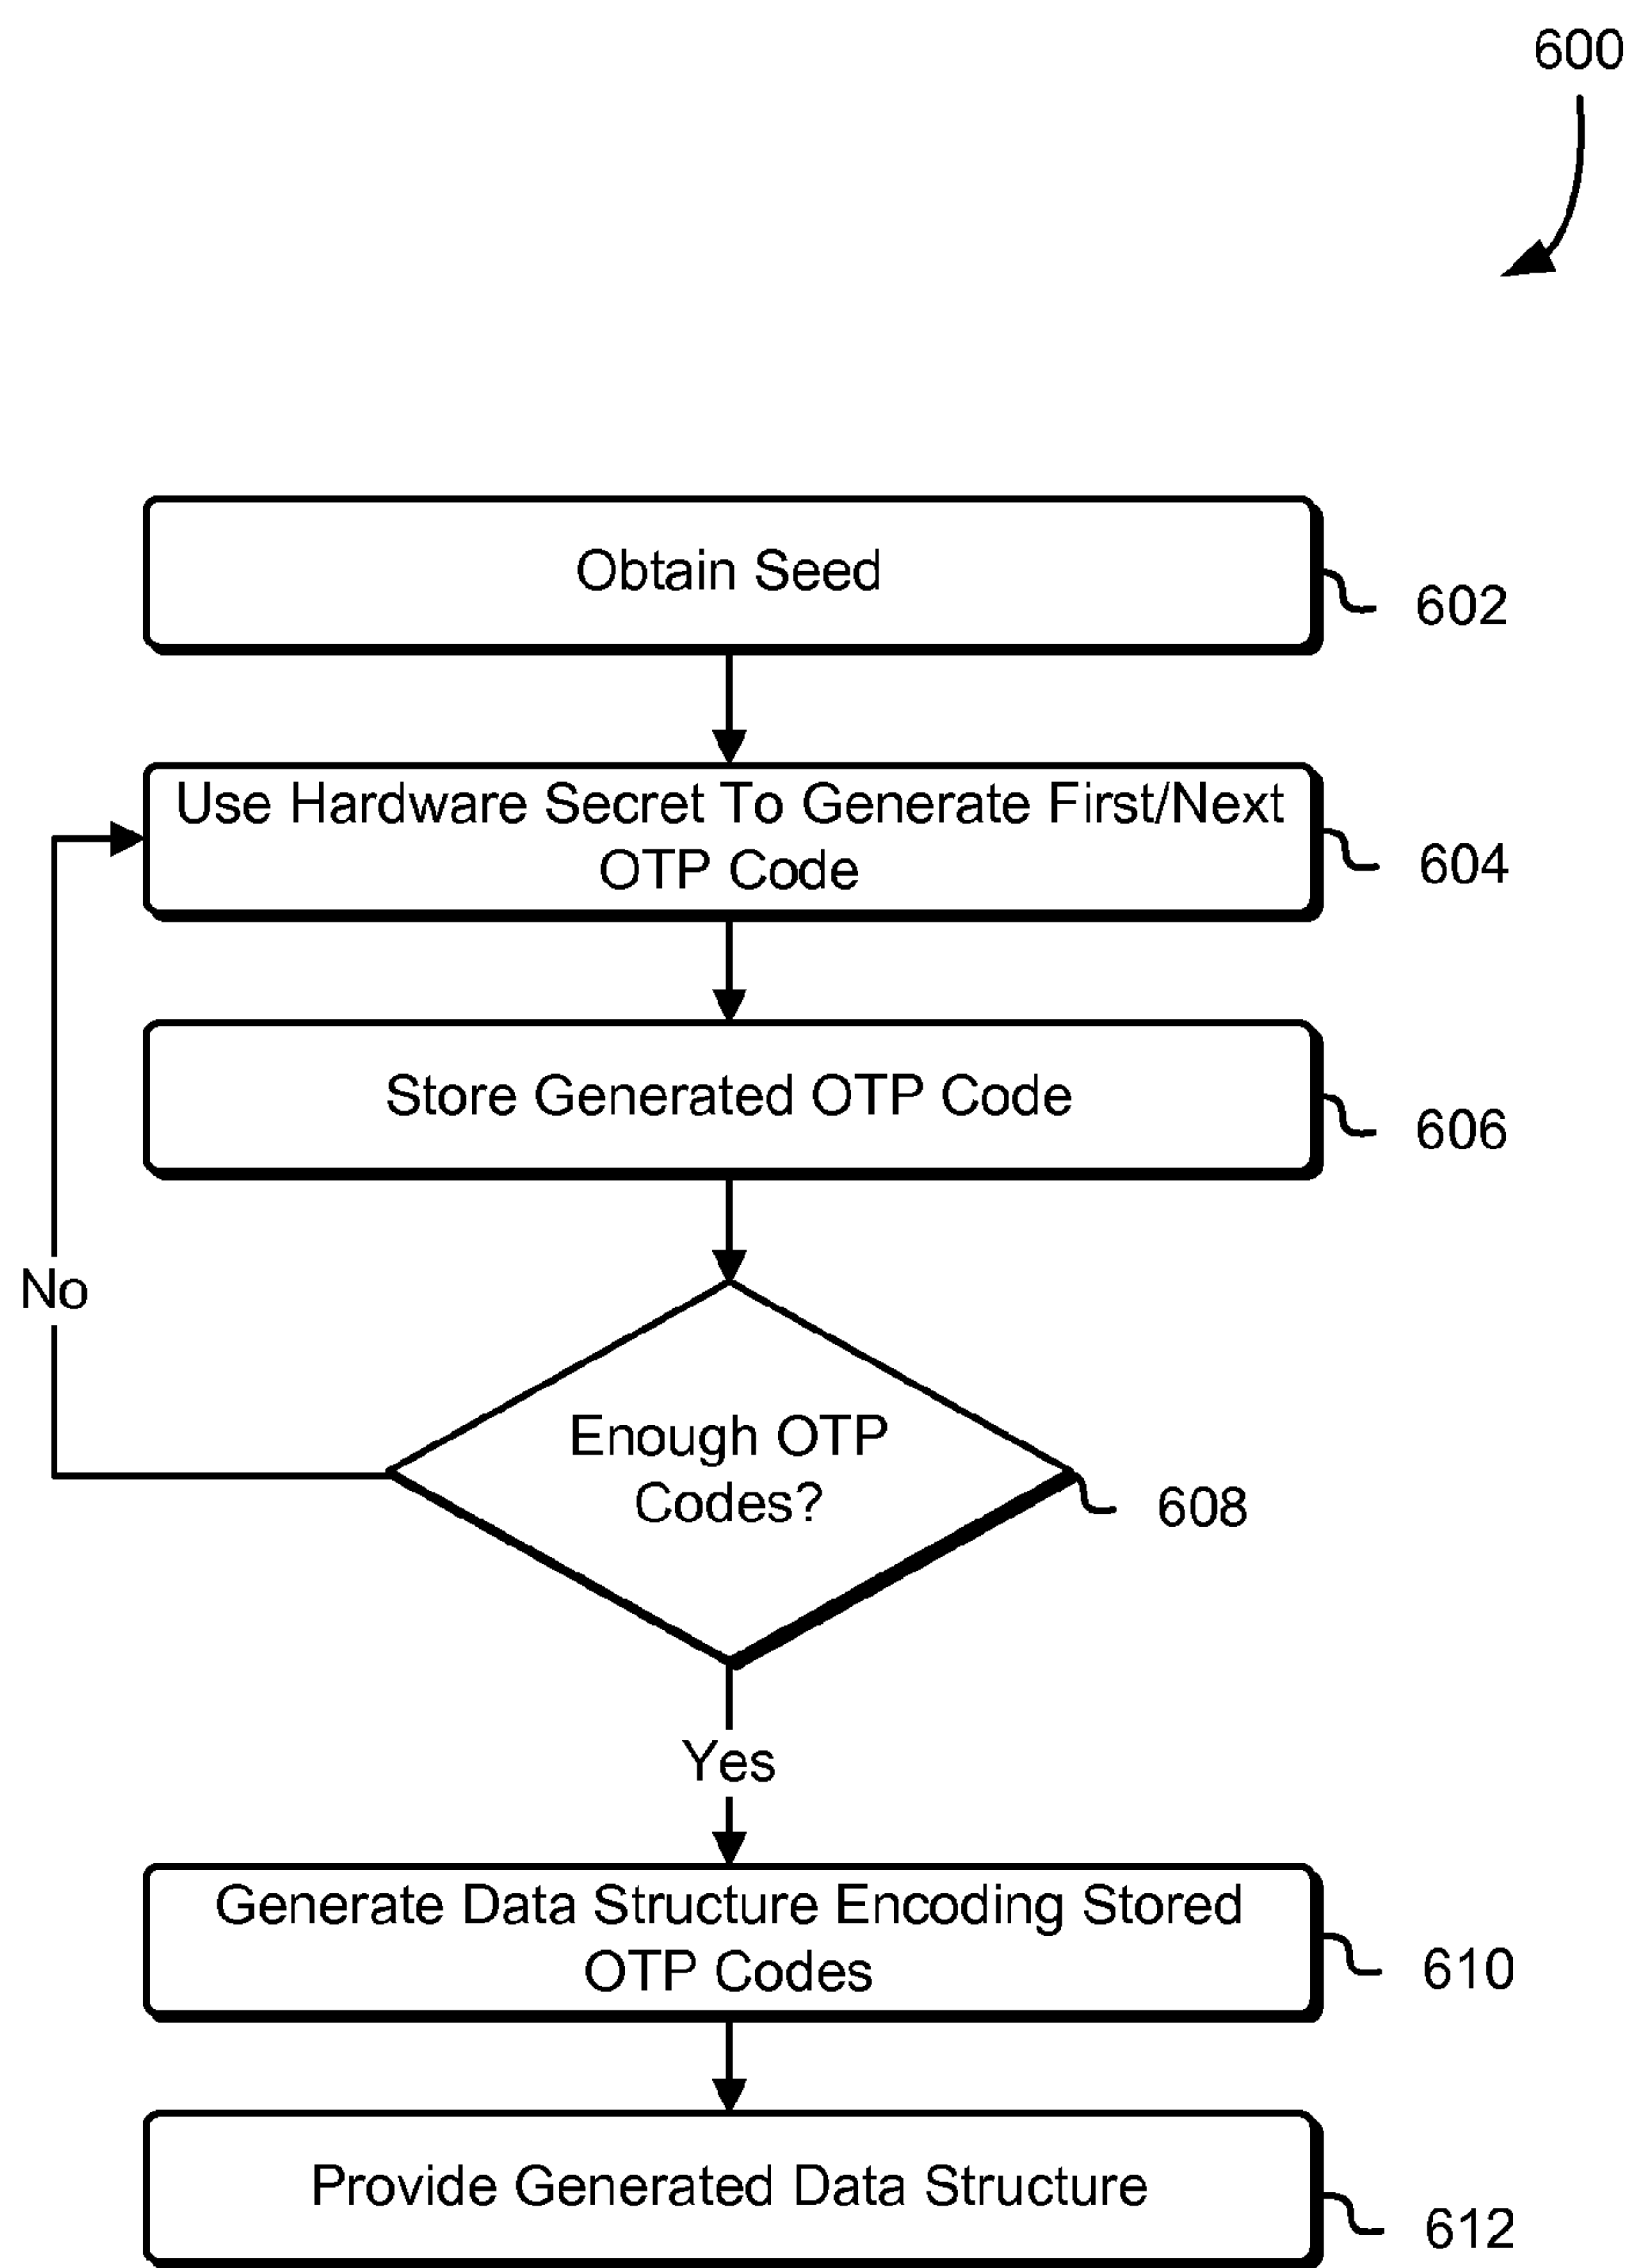 600
Obtain Seed
602
Use Hardware Secret To Generate First/Next
OTP Code
604
Store Generated OTP Code
606
No
Enough OTP
Codes?
608
Yes
Generate Data Structure Encoding Stored
OTP Codes
610
Provide Generated Data Structure
612